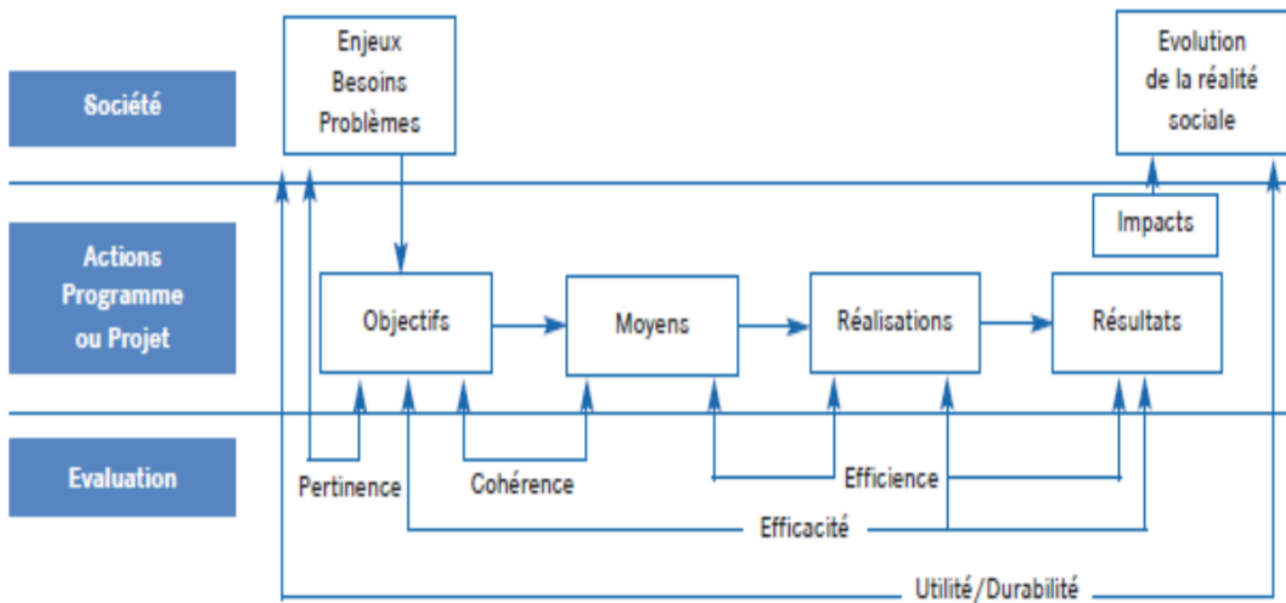 Société
Enjeux
Besoins
Problèmes
Evolution
de la réalité
sociale
Impacts
Actions
Programme
ou Projet
Objectifs
Moyens
Réalisations
Résultats
Evaluation
Pertinence
Cohérence
Efficience
Efficacité
Utilité/Durabilité